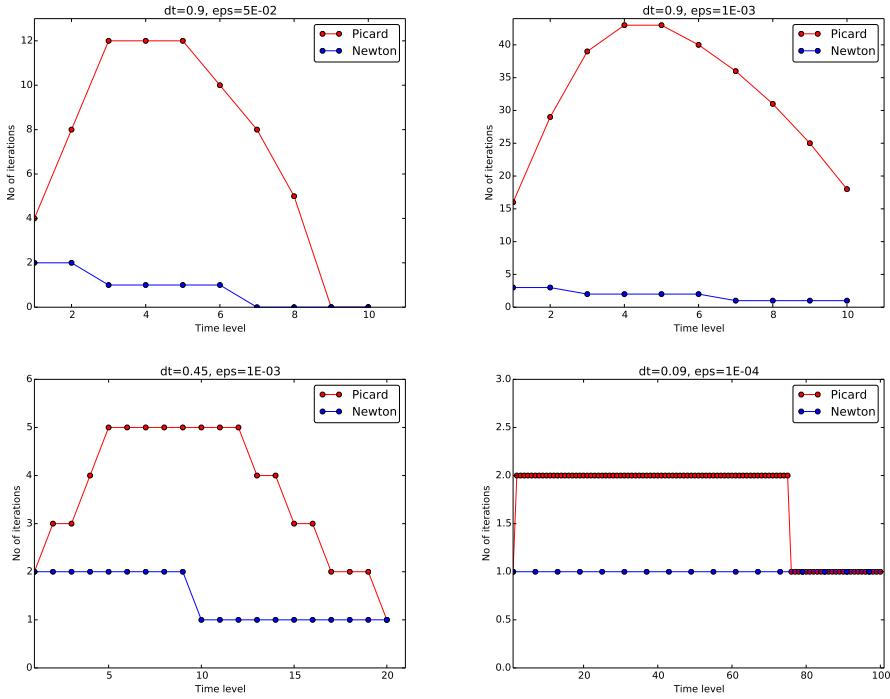 dt=0.9, eps=5E-02
Picard
Newton
No of iterations
12
10
8
6
4
2
0
2 4 6 8 10
Time level
dt=0.9, eps=1E-03
Picard
Newton
No of iterations
40
35
30
25
20
15
10
5
0
2 4 6 8 10
Time level
dt=0.45, eps=1E-03
Picard
Newton
No of iterations
6
5
4
3
2
1
0
5 10 15 20
Time level
dt=0.09, eps=1E-04
Picard
Newton
No of iterations
3.0
2.5
2.0
1.5
1.0
0.5
0.0
20 40 60 80 100
Time level